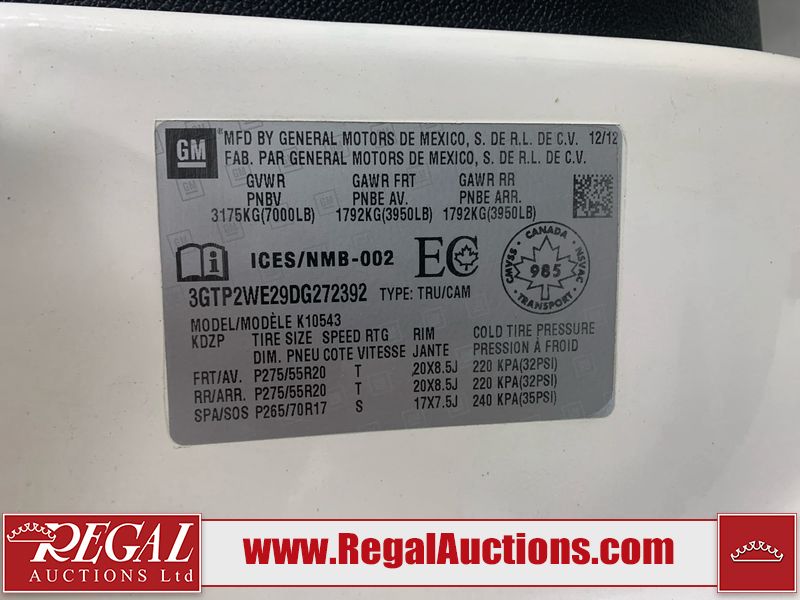 GM
® MFD BY GENERAL MOTORS DE MEXICO, S. DE R.L. DE C.V. 12/12
FAB. PAR GENERAL MOTORS DE MEXICO, S. DE R.L. DE C.V.
GVWR GAWR FRT GAWR RR
PNBV PNBE AV. PNBE ARR.
3175KG(7000LB) 1792KG(3950LB) 1792KG(3950LB)
i ICES/NMB-002 EC
CANADA
CMVSS 985 NSVAC
TRANSPORT
3GTP2WE29DG272392 TYPE: TRU/CAM
MODEL/MODÈLE K10543
KDZP TIRE SIZE SPEED RTG RIM COLD TIRE PRESSURE
DIM. PNEU COTE VITESSE JANTE PRESSION À FROID
FRT/AV. P275/55R20 T 20X8.5J 220 KPA(32PSI)
RR/ARR. P275/55R20 T 20X8.5J 220 KPA(32PSI)
SPA/SOS P265/70R17 S 17X7.5J 240 KPA(35PSI)
REGAL
AUCTIONS Ltd
www.RegalAuctions.com